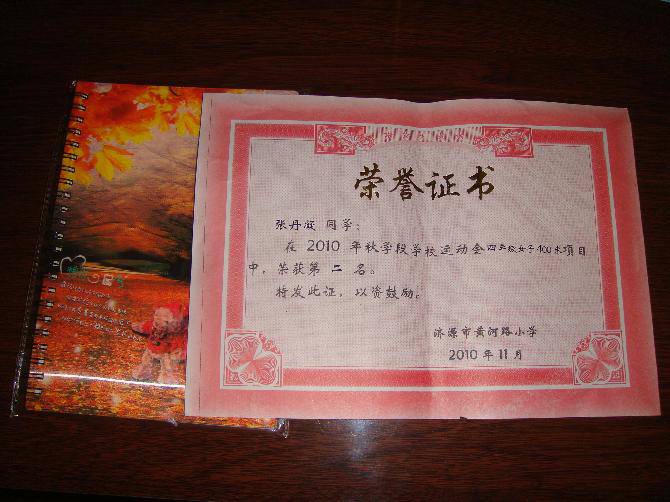 荣誉证书
张丹宬 同学:
在 2010 年秋学段学校运动会四年级女子400米项目
中,荣获第 二 名。
特发此证,以资鼓励。
济源市黄河路小学
2010 年 11 月